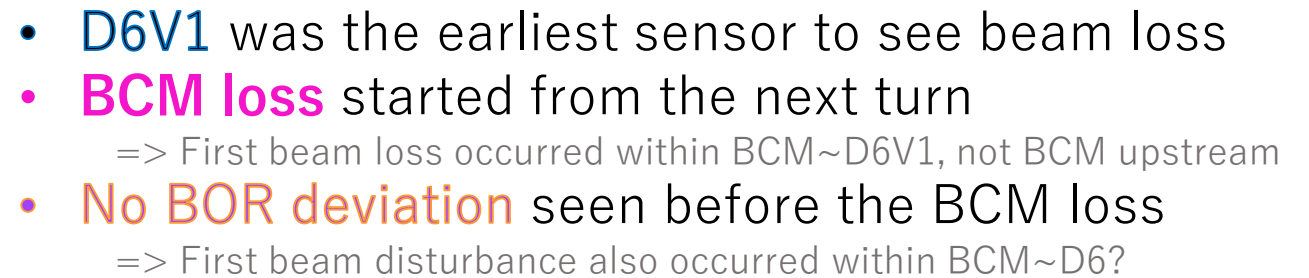 • D6V1 was the earliest sensor to see beam loss
• BCM loss started from the next turn
=> First beam loss occurred within BCM~D6V1, not BCM upstream
• No BOR deviation seen before the BCM loss
=> First beam disturbance also occurred within BCM~D6?